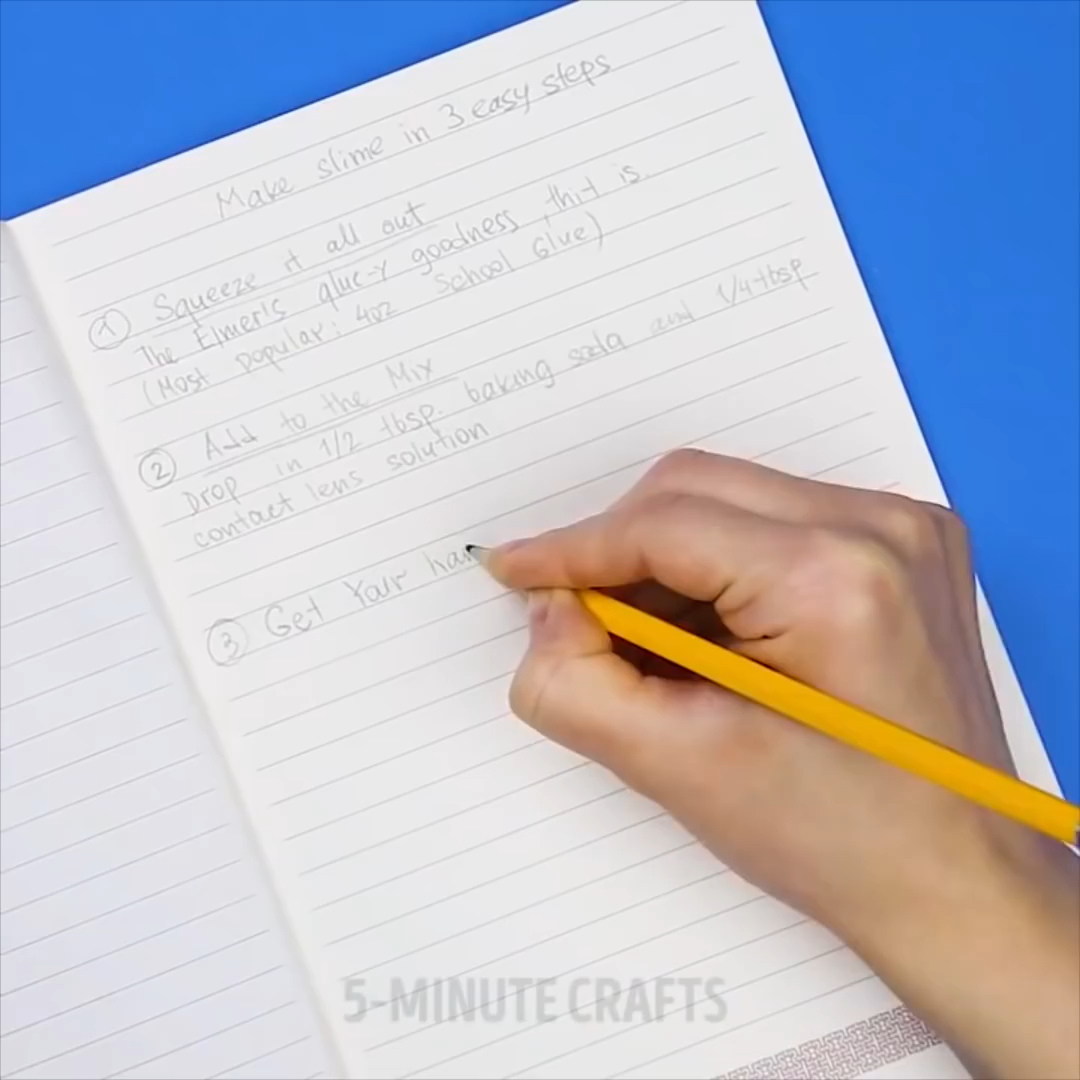 Make slime in 3 easy steps
① Squeeze it all out
The Elmer's glue-y goodness, thit is.
(Most popular: 4oz School Glue)
② Add to the Mix
Drop in 1/2 tbsp. baking soda and 1/4 tbsp
contact lens solution
③ Get Your han
5-MINUTE CRAFTS